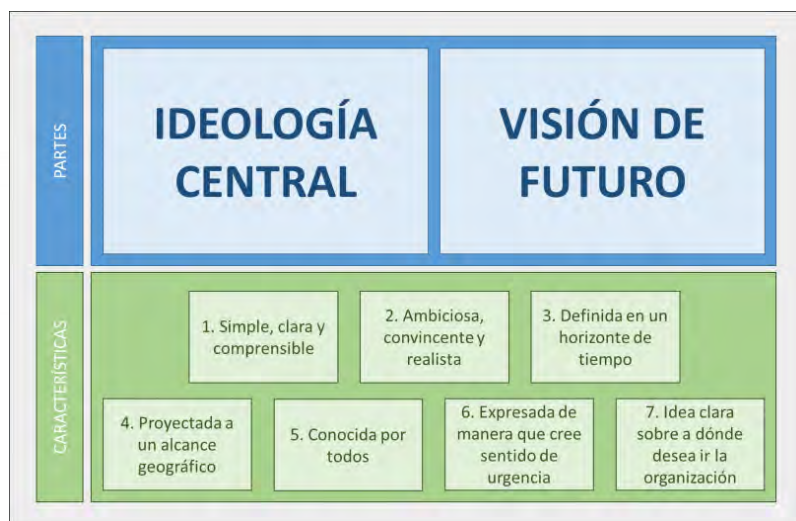 PARTES
IDEOLOGÍA
CENTRAL
VISIÓN DE
FUTURO
CARACTERÍSTICAS
1. Simple, clara y
comprensible
2. Ambiciosa,
convincente y
realista
3. Definida en un
horizonte de
tiempo
4. Proyectada a
un alcance
geográfico
5. Conocida por
todos
6. Expresada de
manera que cree
sentido de
urgencia
7. Idea clara
sobre a dónde
desea ir la
organización